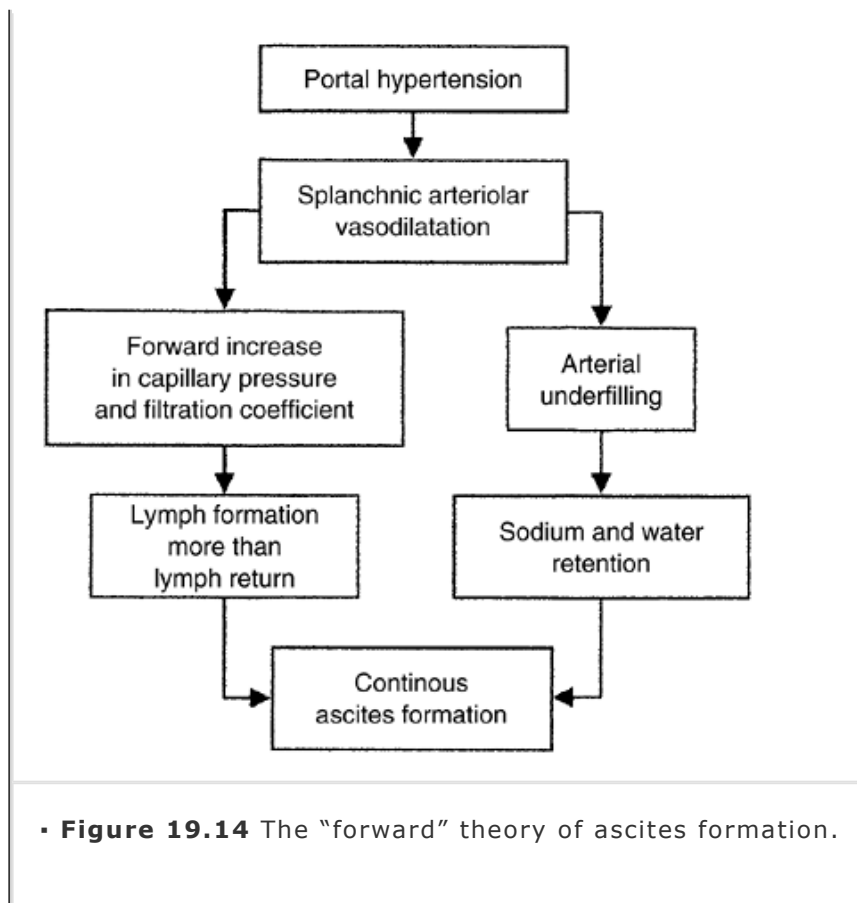 Portal hypertension
Splanchnic arteriolar
vasodilatation
Forward increase
in capillary pressure
and filtration coefficient
Arterial
underfilling
Lymph formation
more than
lymph return
Sodium and water
retention
Continous
ascites formation
▪ Figure 19.14 The “forward” theory of ascites formation.